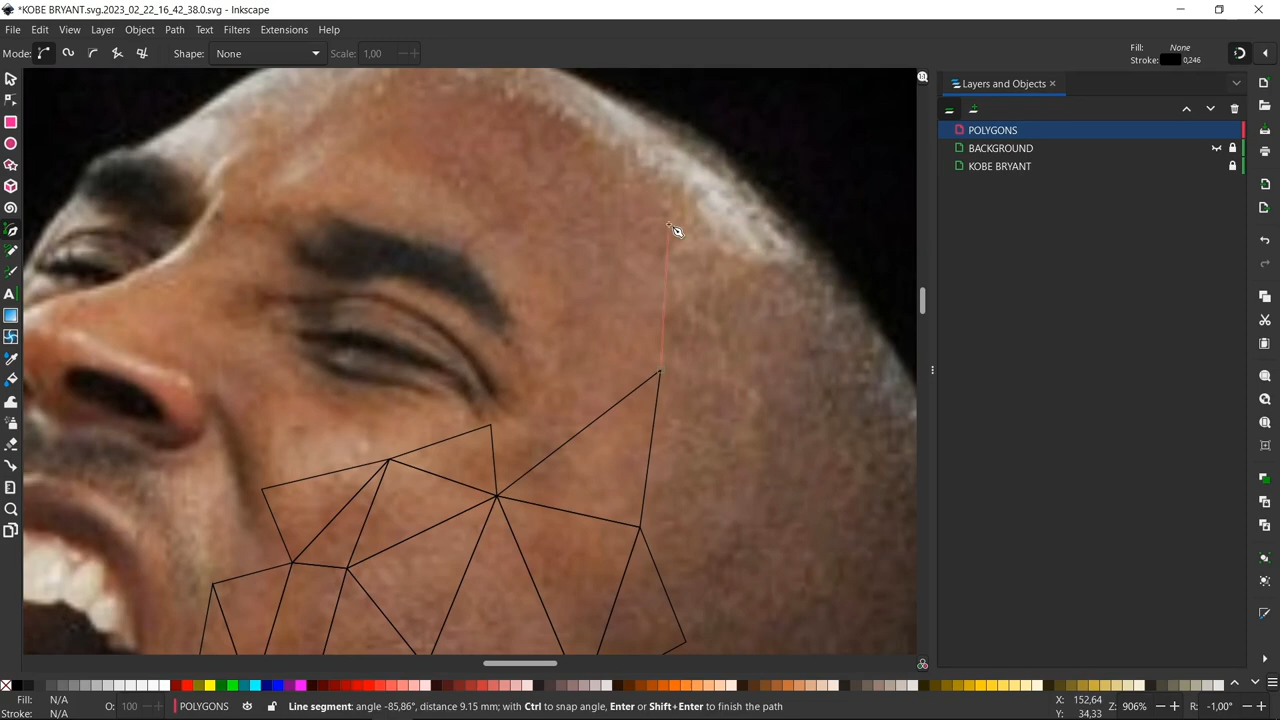 *KOBE BRYANT.svg.2023_02_22_16_42_38.0.svg - Inkscape
File Edit View Layer Object Path Text Filters Extensions Help
Mode: Shape: None Scale: 1,00
Fill: None
Stroke: 0,246
Layers and Objects
POLYGONS
BACKGROUND
KOBE BRYANT
Fill: N/A
Stroke: N/A
O: 100
POLYGONS
Line segment: angle -85,86°, distance 9.15 mm; with Ctrl to snap angle, Enter or Shift+Enter to finish the path
X: 152,64
Y: 34,33
Z: 906%
R: -1,00°